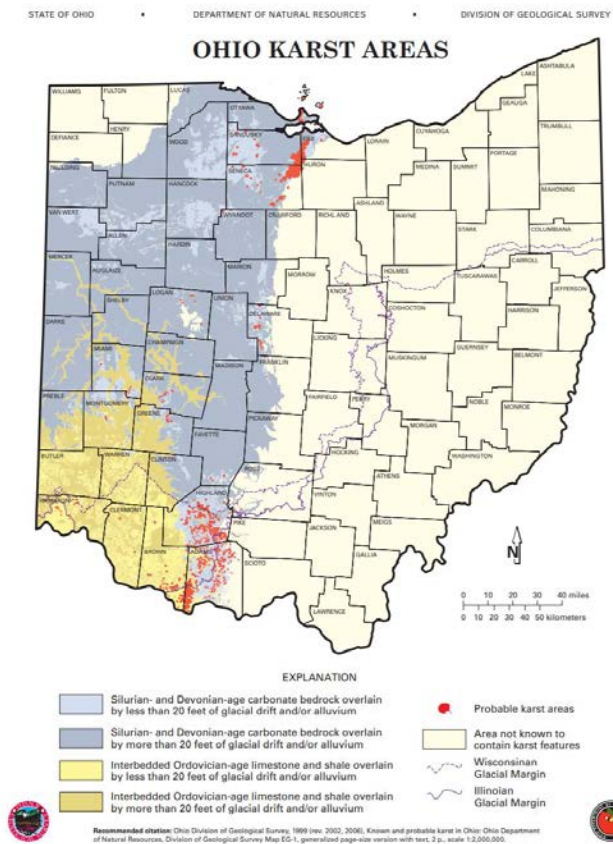 STATE OF OHIO • DEPARTMENT OF NATURAL RESOURCES • DIVISION OF GEOLOGICAL SURVEY
OHIO KARST AREAS
WILLIAMS
FULTON
LUCAS
OTTAWA
LAKE
ASHTABULA
GEAUGA
DEFIANCE
HENRY
WOOD
SANDUSKY
LORAIN
CUYAHOGA
TRUMBULL
PORTAGE
PUTNAM
HANCOCK
SENECA
HURON
MEDINA
SUMMIT
MAHONING
VAN WERT
ALLEN
HARDIN
WYANDOT
CRAWFORD
RICHLAND
ASHLAND
WAYNE
STARK
COLUMBIANA
MERCER
AUGLAIZE
MARION
MORROW
HOLMES
TUSCARAWAS
CARROLL
JEFFERSON
SHELBY
LOGAN
UNION
DELAWARE
KNOX
COSHOCTON
HARRISON
DARKE
MIAMI
CHAMPAIGN
LICKING
GUERNSEY
BELMONT
CLARK
MADISON
FRANKLIN
MUSKINGUM
PREBLE
MONTGOMERY
GREENE
PICKAWAY
FAIRFIELD
PERRY
NOBLE
MONROE
FAYETTE
MORGAN
BUTLER
WARREN
CLINTON
ROSS
HOCKING
WASHINGTON
ATHENS
HAMILTON
CLERMONT
HIGHLAND
VINTON
PIKE
MEIGS
JACKSON
BROWN
ADAMS
GALLIA
SCIOTO
LAWRENCE
N
0 10 20 30 40 miles
0 10 20 30 40 50 kilometers
EXPLANATION
Silurian- and Devonian-age carbonate bedrock overlain
by less than 20 feet of glacial drift and/or alluvium
Silurian- and Devonian-age carbonate bedrock overlain
by more than 20 feet of glacial drift and/or alluvium
Interbedded Ordovician-age limestone and shale overlain
by less than 20 feet of glacial drift and/or alluvium
Interbedded Ordovician-age limestone and shale overlain
by more than 20 feet of glacial drift and/or alluvium
Probable karst areas
Area not known to
contain karst features
Wisconsinan
Glacial Margin
Illinoian
Glacial Margin
Recommended citation: Ohio Division of Geological Survey, 1999 (rev. 2002, 2006), Known and probable karst in Ohio: Ohio Department
of Natural Resources, Division of Geological Survey Map EG-1, generalized page-size version with text, 2 p., scale 1:2,000,000.